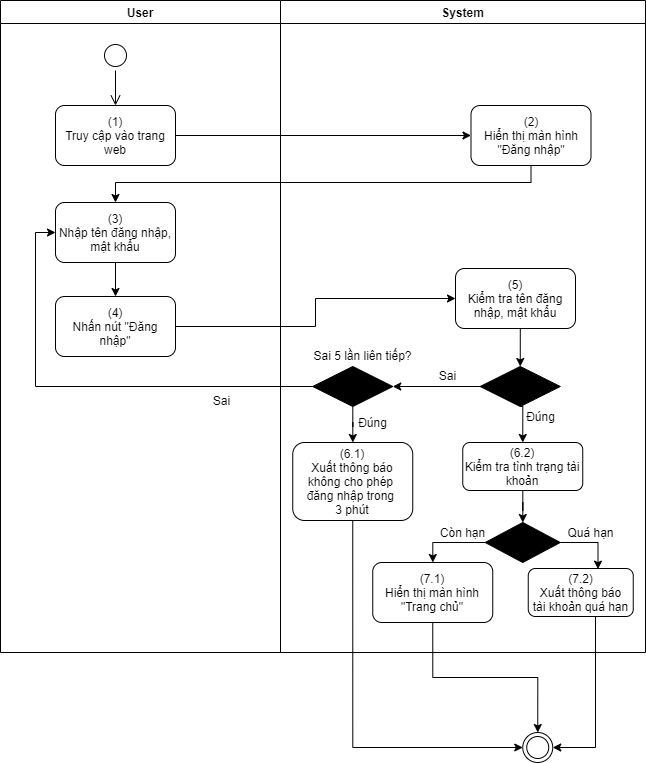 User
System
(1)
Truy cập vào trang
web
(2)
Hiển thị màn hình
"Đăng nhập"
(3)
Nhập tên đăng nhập,
mật khẩu
(4)
Nhấn nút "Đăng
nhập"
(5)
Kiểm tra tên đăng
nhập, mật khẩu
Sai 5 lần liên tiếp?
Sai
Sai
Đúng
Đúng
(6.1)
Xuất thông báo
không cho phép
đăng nhập trong
3 phút
(6.2)
Kiểm tra tình trạng tài
khoản
Còn hạn
Quá hạn
(7.1)
Hiển thị màn hình
"Trang chủ"
(7.2)
Xuất thông báo
tài khoản quá hạn